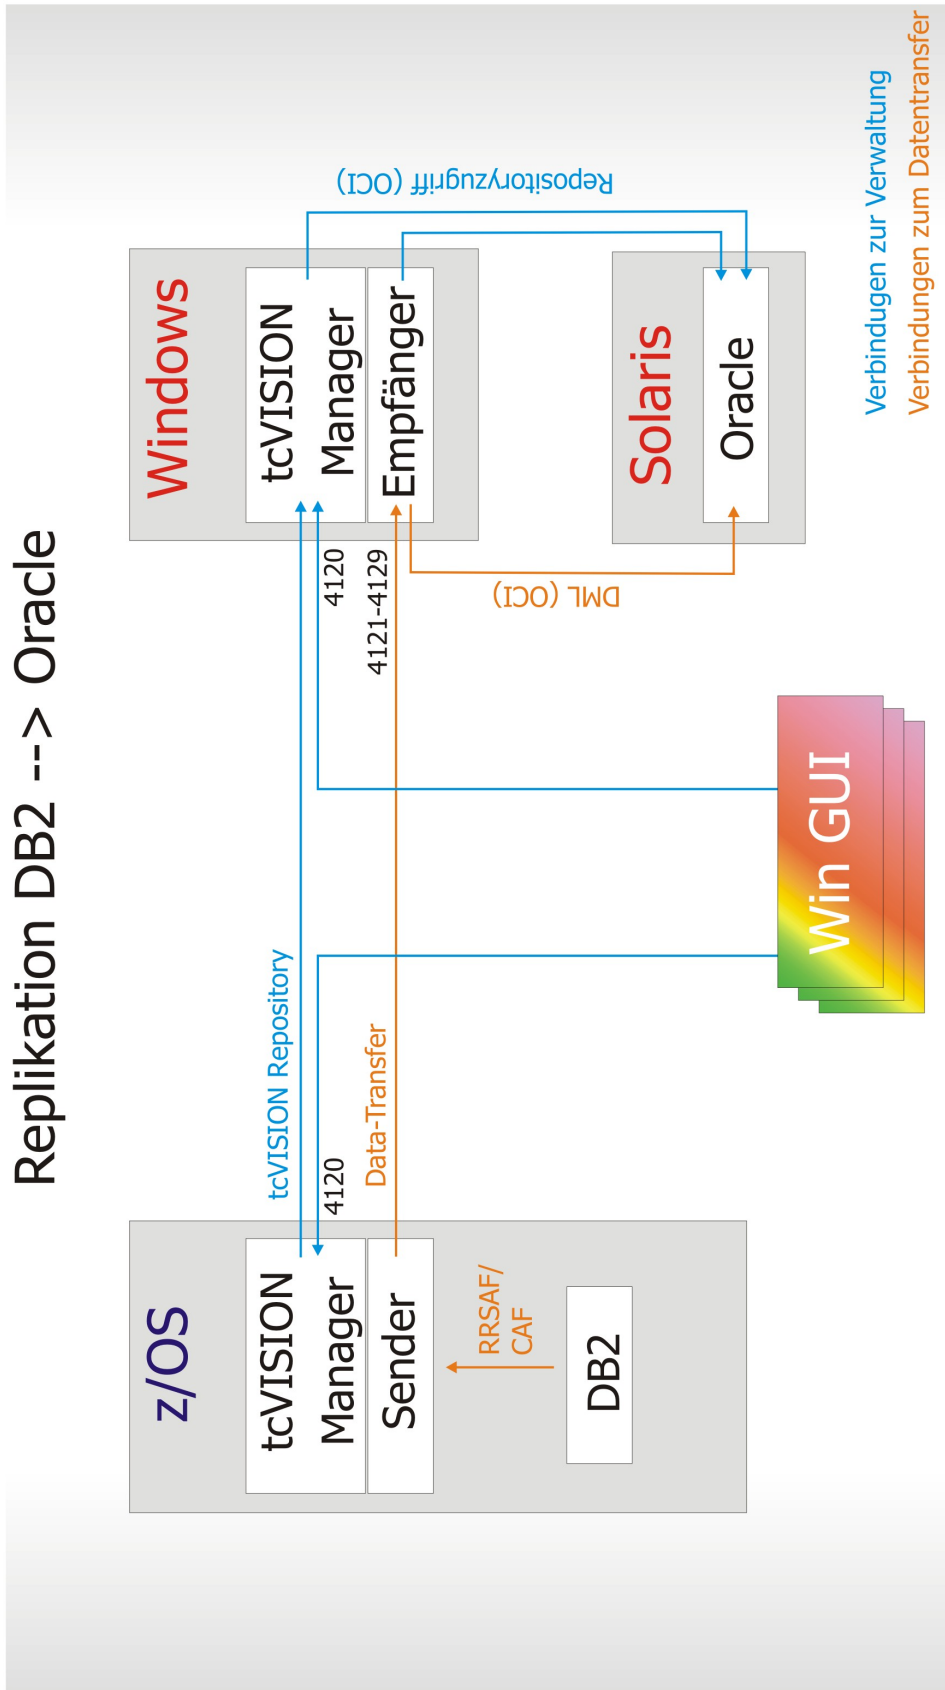 Replikation DB2 --> Oracle
z/OS
tcVISION
Manager
Sender
RRSAF/
CAF
DB2
tcVISION Repository
4120
Data-Transfer
Win GUI
4120
4121-4129
DML (OCI)
Windows
tcVISION
Manager
Empfänger
Repositoryzugriff (OCI)
Solaris
Oracle
Verbindugen zur Verwaltung
Verbindungen zum Datentransfer